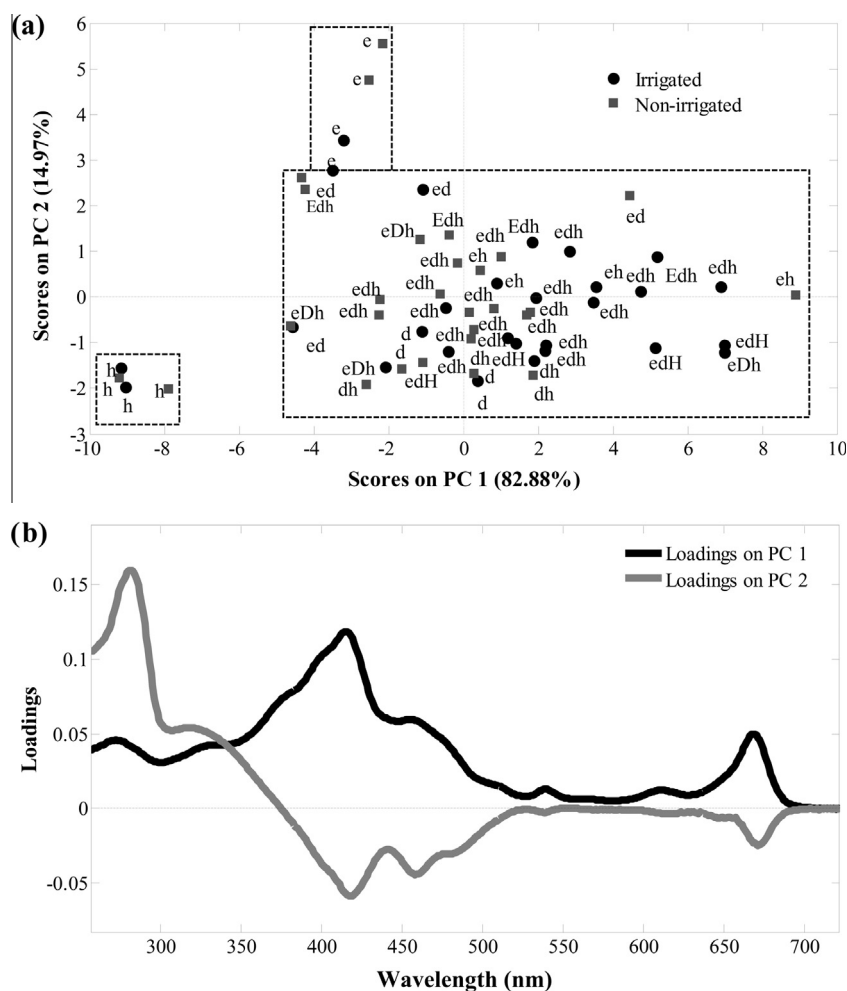 (a)
6
5
4
3
2
1
0
-1
-2
-3
Scores on PC 2 (14.97%)
e
e
e
e
Irrigated
Non-irrigated
ed
Edh
ed
ed
eDh
Edh
edh
Edh
edh
edh
eh
eh
edh
Edh
eh
edh
edh
edh
edh
edh
eDh
ed
edh
edh
edh
edh
edh
edh
d
edh
edh
edH
eDh
d
edh
eDh
dh
edH
dh
edH
d
d
dh
h
h
h
h
-10 -8 -6 -4 -2 0 2 4 6 8 10
Scores on PC 1 (82.88%)
(b)
Loadings on PC 1
Loadings on PC 2
0.15
0.1
0.05
0
-0.05
Loadings
300 350 400 450 500 550 600 650 700
Wavelength (nm)